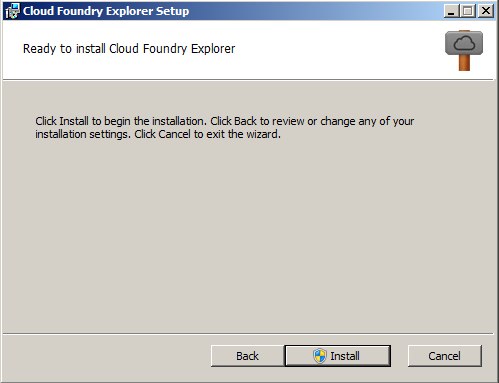 Cloud Foundry Explorer Setup
Ready to install Cloud Foundry Explorer
Click Install to begin the installation. Click Back to review or change any of your
installation settings. Click Cancel to exit the wizard.
Back Install Cancel